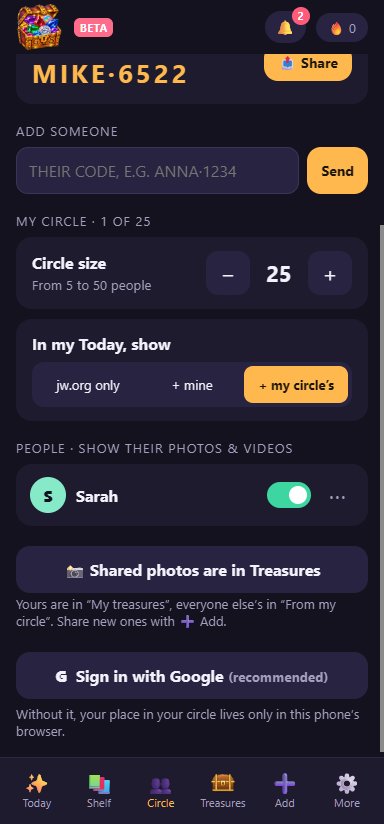 BETA
2
0
MIKE·6522
Share
ADD SOMEONE
THEIR CODE, E.G. ANNA·1234
Send
MY CIRCLE · 1 OF 25
Circle size
From 5 to 50 people
− 25 +
In my Today, show
jw.org only
+ mine
+ my circle’s
PEOPLE · SHOW THEIR PHOTOS & VIDEOS
S
Sarah
···
Shared photos are in Treasures
Yours are in “My treasures”, everyone else’s in “From my
circle”. Share new ones with + Add.
G Sign in with Google (recommended)
Without it, your place in your circle lives only in this phone’s
browser.
Today
Shelf
Circle
Treasures
Add
More